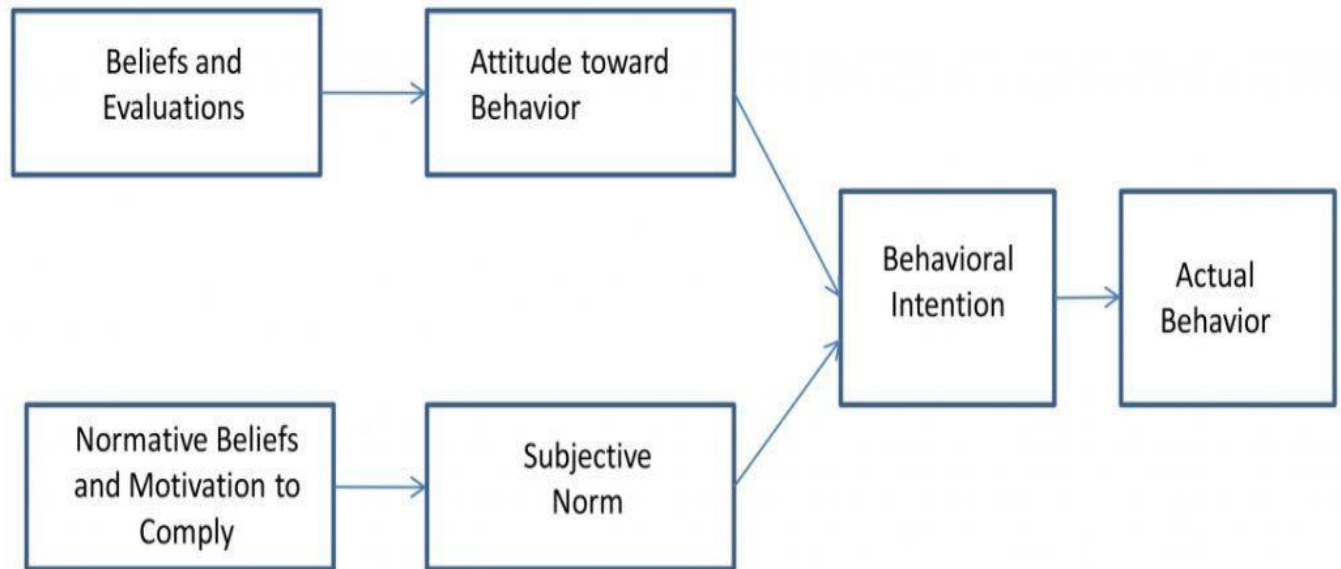 Beliefs and
Evaluations
Attitude toward
Behavior
Behavioral
Intention
Actual
Behavior
Normative Beliefs
and Motivation to
Comply
Subjective
Norm